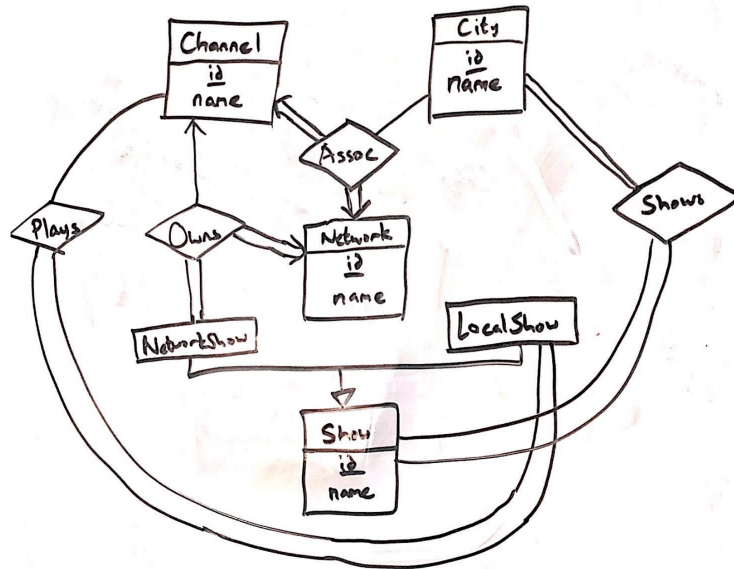 Channel
id
name
City
id
name
Assoc
Plays
Owns
Shows
Network
id
name
NetworkShow
LocalShow
Show
id
name